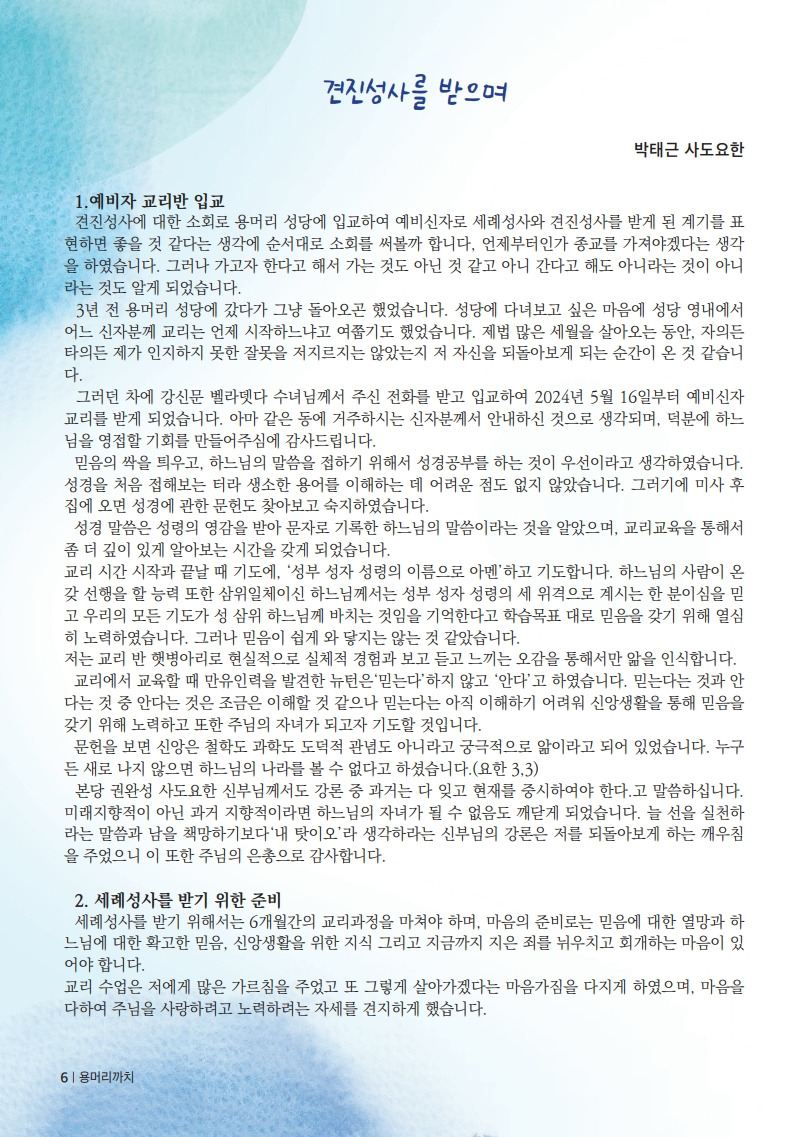 견진성사를 받으며
박태근 사도요한
1.예비자 교리반 입교
견진성사에 대한 소회로 용머리 성당에 입교하여 예비신자로 세례성사와 견진성사를 받게 된 계기를 표
현하면 좋을 것 같다는 생각에 순서대로 소회를 써볼까 합니다, 언제부터인가 종교를 가져야겠다는 생각
을 하였습니다. 그러나 가고자 한다고 해서 가는 것도 아닌 것 같고 아니 간다고 해도 아니라는 것이 아니
라는 것도 알게 되었습니다.
3년 전 용머리 성당에 갔다가 그냥 돌아오곤 했었습니다. 성당에 다녀보고 싶은 마음에 성당 영내에서
어느 신자분께 교리는 언제 시작하느냐고 여쭙기도 했었습니다. 제법 많은 세월을 살아오는 동안, 자의든
타의든 제가 인지하지 못한 잘못을 저지르지는 않았는지 저 자신을 되돌아보게 되는 순간이 온 것 같습니
다.
그러던 차에 강신문 벨라뎃다 수녀님께서 주신 전화를 받고 입교하여 2024년 5월 16일부터 예비신자
교리를 받게 되었습니다. 아마 같은 동에 거주하시는 신자분께서 안내하신 것으로 생각되며, 덕분에 하느
님을 영접할 기회를 만들어주심에 감사드립니다.
믿음의 싹을 틔우고, 하느님의 말씀을 접하기 위해서 성경공부를 하는 것이 우선이라고 생각하였습니다.
성경을 처음 접해보는 터라 생소한 용어를 이해하는 데 어려운 점도 없지 않았습니다. 그러기에 미사 후
집에 오면 성경에 관한 문헌도 찾아보고 숙지하였습니다.
성경 말씀은 성령의 영감을 받아 문자로 기록한 하느님의 말씀이라는 것을 알았으며, 교리교육을 통해서
좀 더 깊이 있게 알아보는 시간을 갖게 되었습니다.
교리 시간 시작과 끝날 때 기도에, ‘성부 성자 성령의 이름으로 아멘’하고 기도합니다. 하느님의 사람이 온
갖 선행을 할 능력 또한 삼위일체이신 하느님께서는 성부 성자 성령의 세 위격으로 계시는 한 분이심을 믿
고 우리의 모든 기도가 성 삼위 하느님께 바치는 것임을 기억한다고 학습목표 대로 믿음을 갖기 위해 열심
히 노력하였습니다. 그러나 믿음이 쉽게 와 닿지는 않는 것 같았습니다.
저는 교리 반 햇병아리로 현실적으로 실체적 경험과 보고 듣고 느끼는 오감을 통해서만 앎을 인식합니다.
교리에서 교육할 때 만유인력을 발견한 뉴턴은‘믿는다’하지 않고 ‘안다’고 하였습니다. 믿는다는 것과 안
다는 것 중 안다는 것은 조금은 이해할 것 같으나 믿는다는 아직 이해하기 어려워 신앙생활을 통해 믿음을
갖기 위해 노력하고 또한 주님의 자녀가 되고자 기도할 것입니다.
문헌을 보면 신앙은 철학도 과학도 도덕적 관념도 아니라고 궁극적으로 앎이라고 되어 있었습니다. 누구
든 새로 나지 않으면 하느님의 나라를 볼 수 없다고 하셨습니다.(요한 3,3)
본당 권완성 사도요한 신부님께서도 강론 중 과거는 다 잊고 현재를 중시하여야 한다.고 말씀하십니다.
미래지향적이 아닌 과거 지향적이라면 하느님의 자녀가 될 수 없음도 깨닫게 되었습니다. 늘 선을 실천하
라는 말씀과 남을 책망하기보다‘내 탓이오’라 생각하라는 신부님의 강론은 저를 되돌아보게 하는 깨우침
을 주었으니 이 또한 주님의 은총으로 감사합니다.
2. 세례성사를 받기 위한 준비
세례성사를 받기 위해서는 6개월간의 교리과정을 마쳐야 하며, 마음의 준비로는 믿음에 대한 열망과 하
느님에 대한 확고한 믿음, 신앙생활을 위한 지식 그리고 지금까지 지은 죄를 뉘우치고 회개하는 마음이 있
어야 합니다.
교리 수업은 저에게 많은 가르침을 주었고 또 그렇게 살아가겠다는 마음가짐을 다지게 하였으며, 마음을
다하여 주님을 사랑하려고 노력하려는 자세를 견지하게 했습니다.
6 | 용머리까치